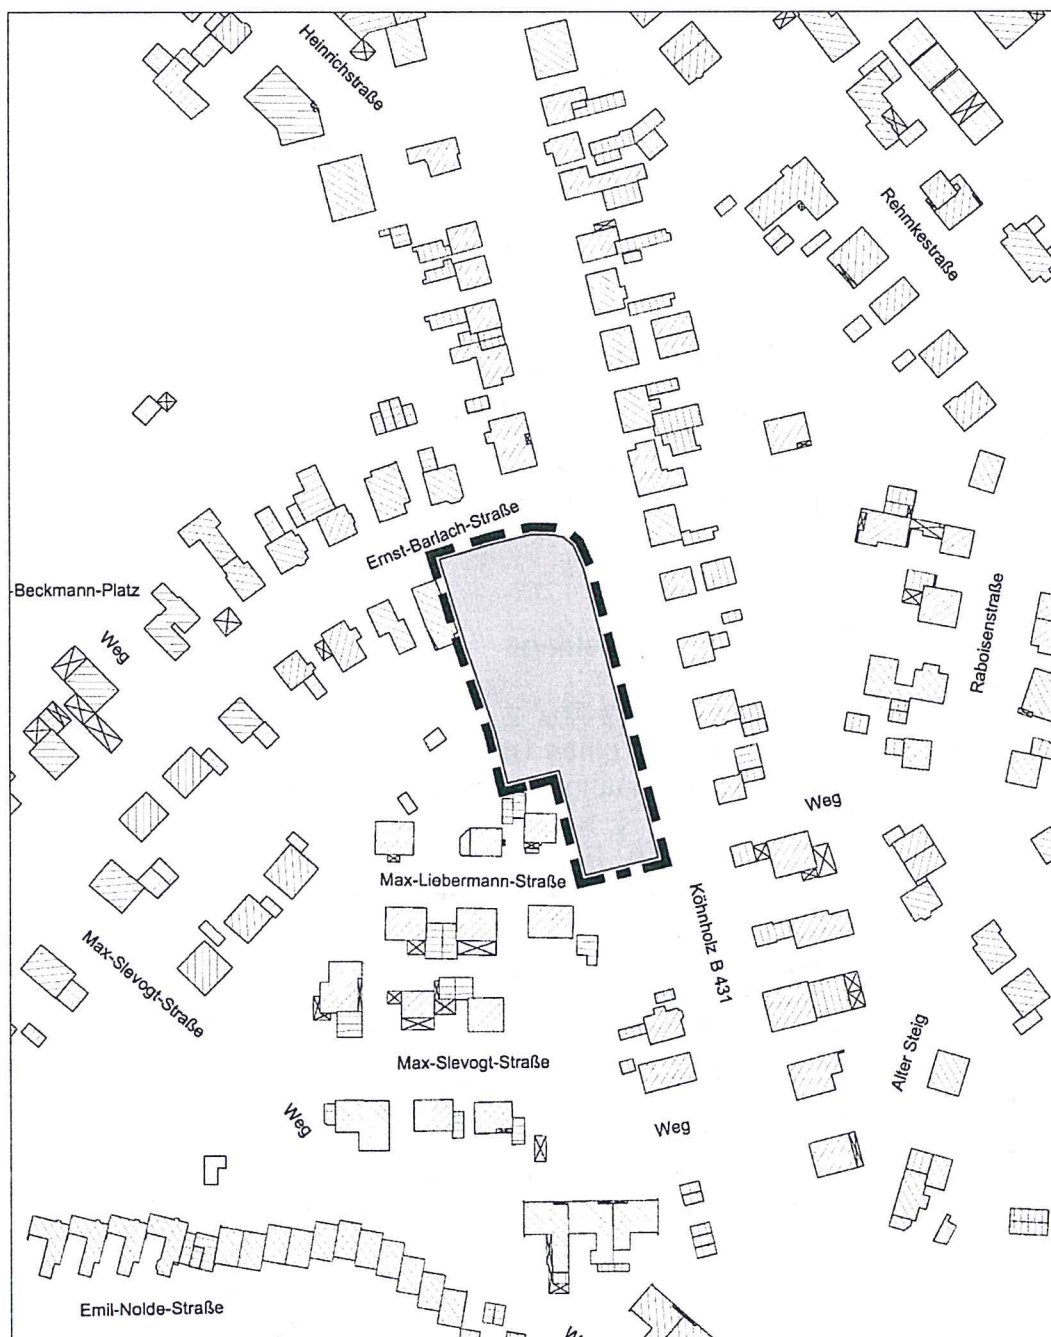 Heinrichstraße
Rehmkestraße
Ernst-Barlach-Straße
-Beckmann-Platz
Weg
Raboisenstraße
Weg
Max-Liebermann-Straße
Köhnholz B 431
Max-Slevogt-Straße
Alter Steig
Max-Slevogt-Straße
Weg
Weg
Emil-Nolde-Straße